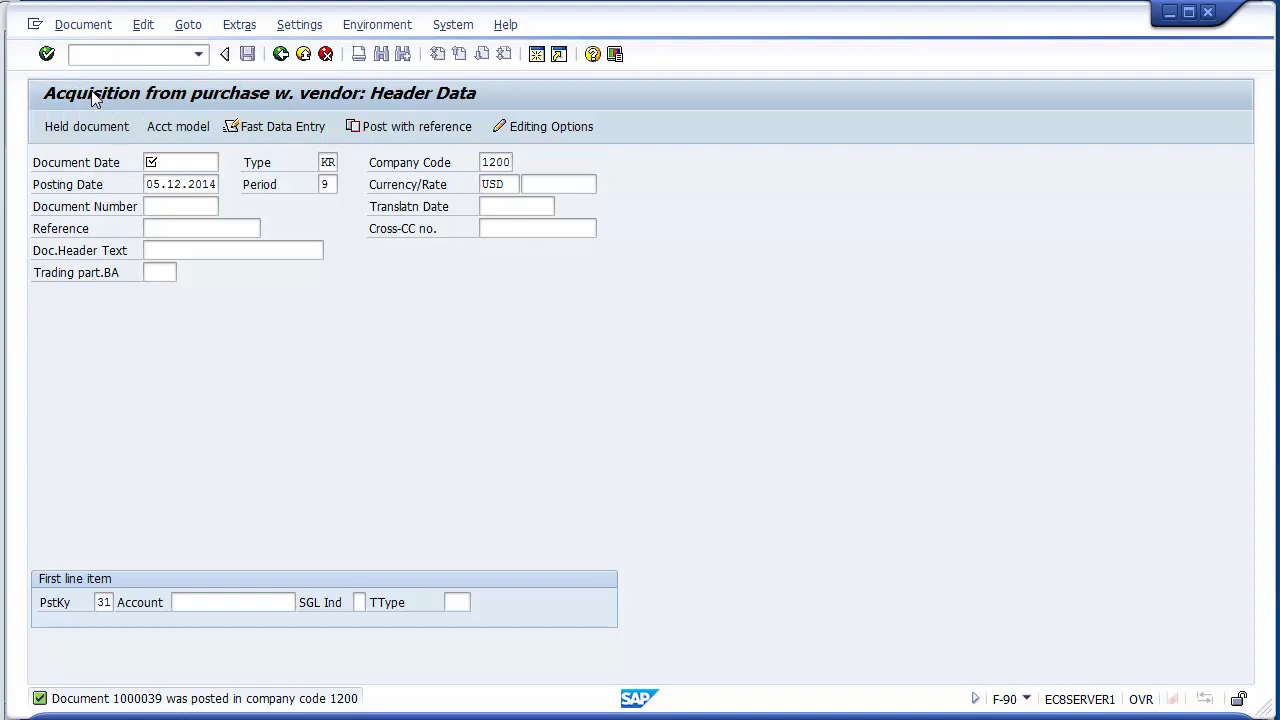 Document Edit Goto Extras Settings Environment System Help
Acquisition from purchase w. vendor: Header Data
Held document Acct model Fast Data Entry Post with reference Editing Options
Document Date Type KR Company Code 1200
Posting Date 05.12.2014 Period 9 Currency/Rate USD
Document Number Translatn Date
Reference Cross-CC no.
Doc.Header Text
Trading part.BA
First line item
PstKy 31 Account SGL Ind TType
Document 1000039 was posted in company code 1200 SAP F-90 EC8SERVER1 OVR